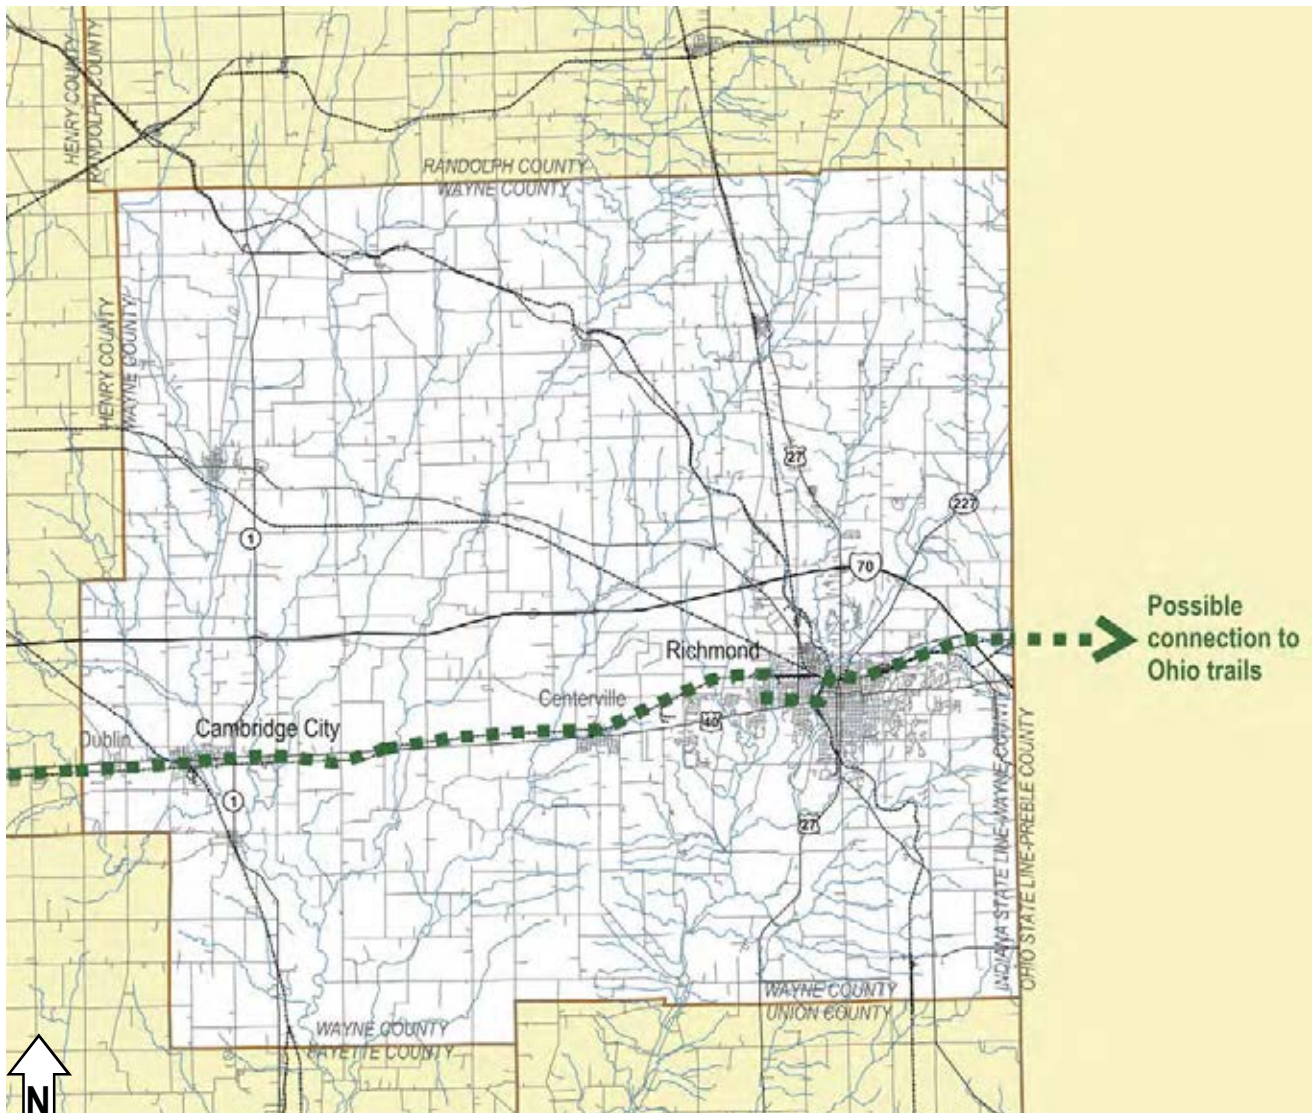 HENRY COUNTY
RANDOLPH COUNTY
RANDOLPH COUNTY
WAYNE COUNTY
HENRY COUNTY
WAYNE COUNTY
27
227
1
70
Possible
connection to
Ohio trails
Richmond
Centerville
40
Cambridge City
Dublin
1
27
INDIANA STATE LINE-WAYNE COUNTY
OHIO STATE LINE-PREBLE COUNTY
WAYNE COUNTY
UNION COUNTY
WAYNE COUNTY
FAYETTE COUNTY
N